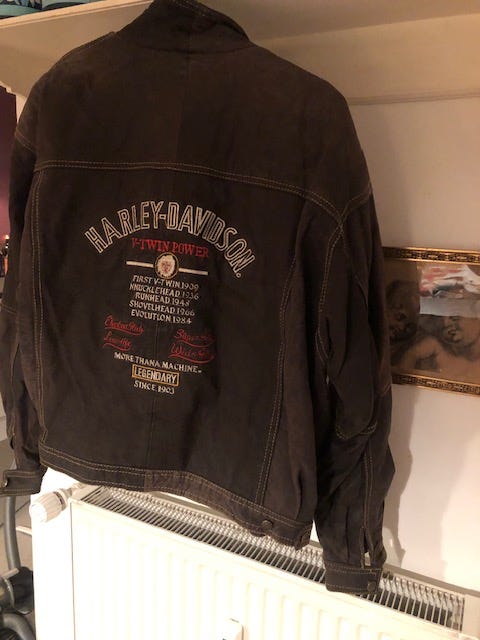 HARLEY-DAVIDSON®
V-TWIN POWER
FIRST V-TWIN.1909
KNUCKLEHEAD.1936
PANHEAD.1948
SHOVELHEAD.1966
EVOLUTION.1984
MORE THAN A MACHINE™
LEGENDARY
SINCE 1903